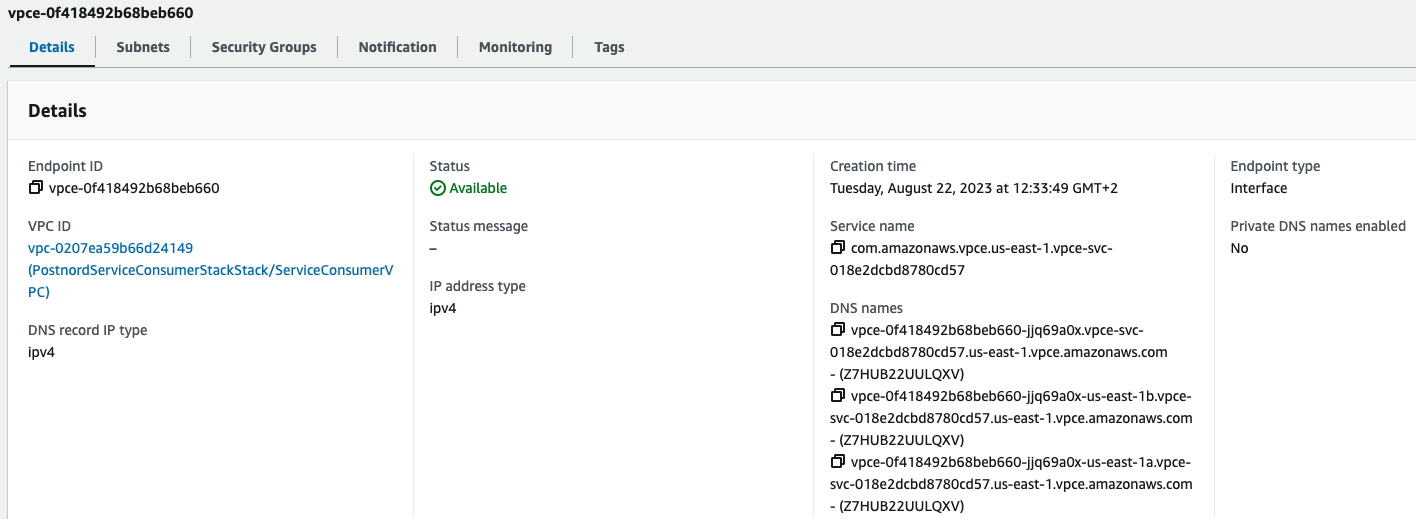 vpce-0f418492b68beb660
Details
Subnets
Security Groups
Notification
Monitoring
Tags
Details
Endpoint ID
vpce-0f418492b68beb660
VPC ID
vpc-0207ea59b66d24149
(PostnordServiceConsumerStackStack/ServiceConsumerV
PC)
DNS record IP type
ipv4
Status
Available
Status message
–
IP address type
ipv4
Creation time
Tuesday, August 22, 2023 at 12:33:49 GMT+2
Service name
com.amazonaws.vpce.us-east-1.vpce-svc-
018e2dcbd8780cd57
DNS names
vpce-0f418492b68beb660-jjq69a0x.vpce-svc-
018e2dcbd8780cd57.us-east-1.vpce.amazonaws.com
- (Z7HUB22UULQXV)
vpce-0f418492b68beb660-jjq69a0x-us-east-1b.vpce-
svc-018e2dcbd8780cd57.us-east-1.vpce.amazonaws.com
- (Z7HUB22UULQXV)
vpce-0f418492b68beb660-jjq69a0x-us-east-1a.vpce-
svc-018e2dcbd8780cd57.us-east-1.vpce.amazonaws.com
- (Z7HUB22UULQXV)
Endpoint type
Interface
Private DNS names enabled
No